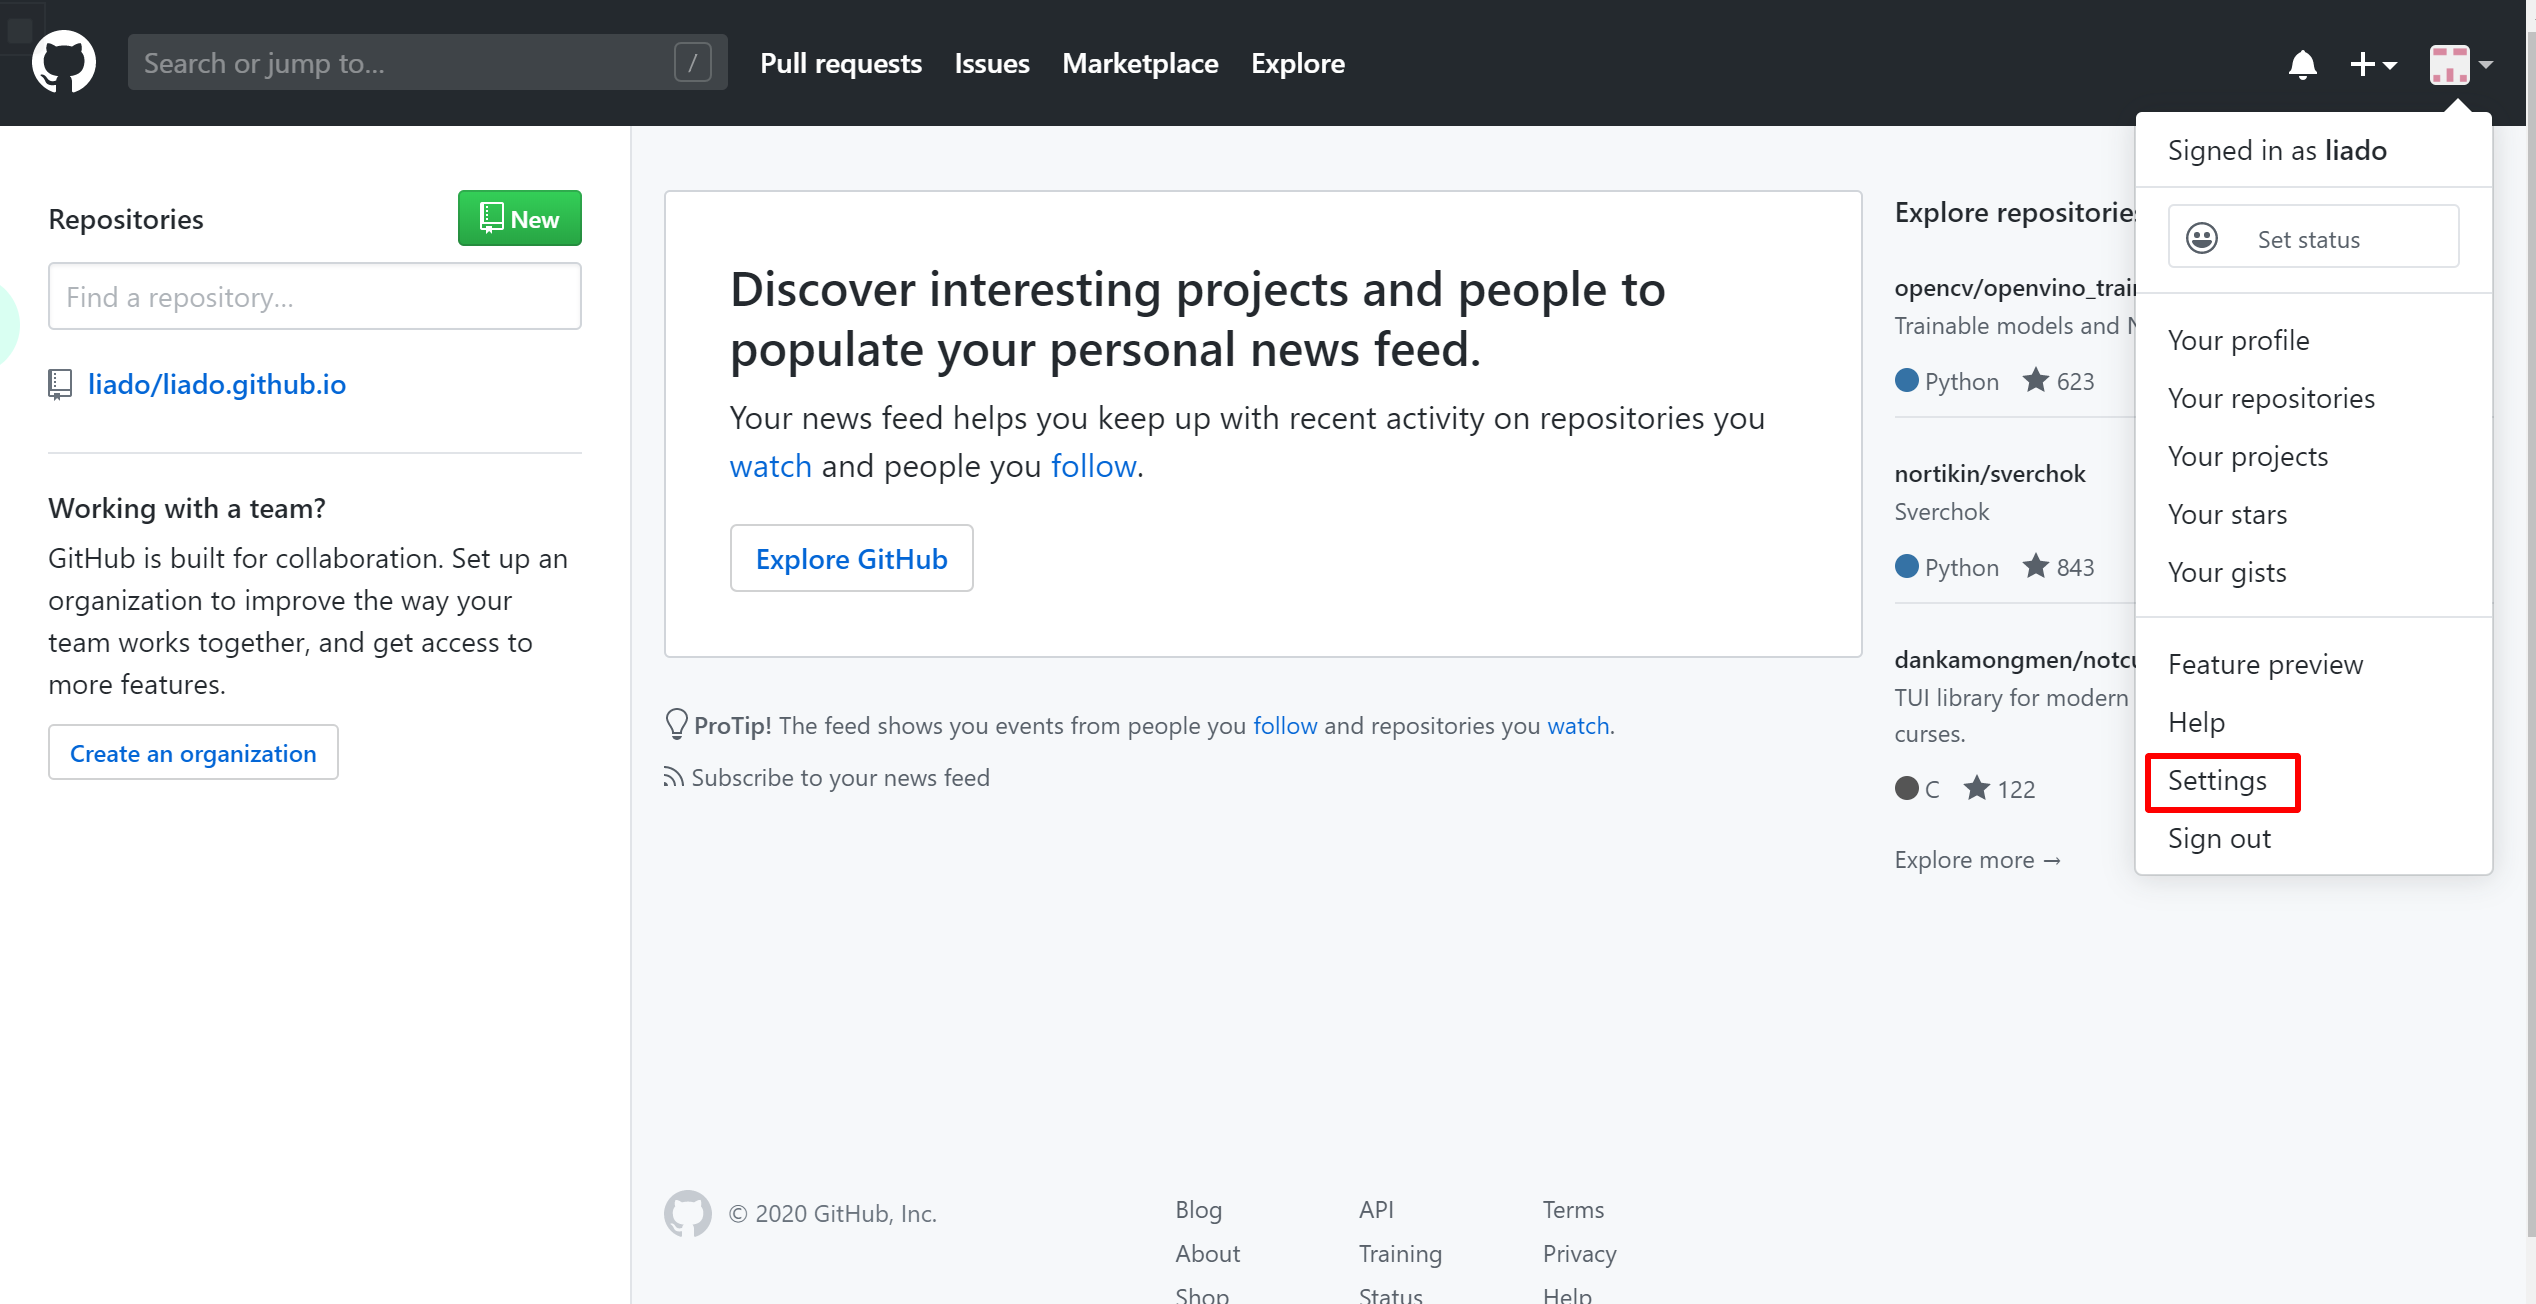 Search or jump to...
/
Pull requests
Issues
Marketplace
Explore
Repositories
New
Find a repository...
liado/liado.github.io
Working with a team?
GitHub is built for collaboration. Set up an
organization to improve the way your
team works together, and get access to
more features.
Create an organization
Discover interesting projects and people to
populate your personal news feed.
Your news feed helps you keep up with recent activity on repositories you
watch and people you follow.
Explore GitHub
ProTip! The feed shows you events from people you follow and repositories you watch.
Subscribe to your news feed
Explore repositories
opencv/openvino_train
Trainable models and N
Python 623
nortikin/sverchok
Sverchok
Python 843
dankamongmen/notcu
TUI library for modern
curses.
C 122
Explore more →
Signed in as liado
Set status
Your profile
Your repositories
Your projects
Your stars
Your gists
Feature preview
Help
Settings
Sign out
© 2020 GitHub, Inc.
Blog
About
Shop
API
Training
Status
Terms
Privacy
Help